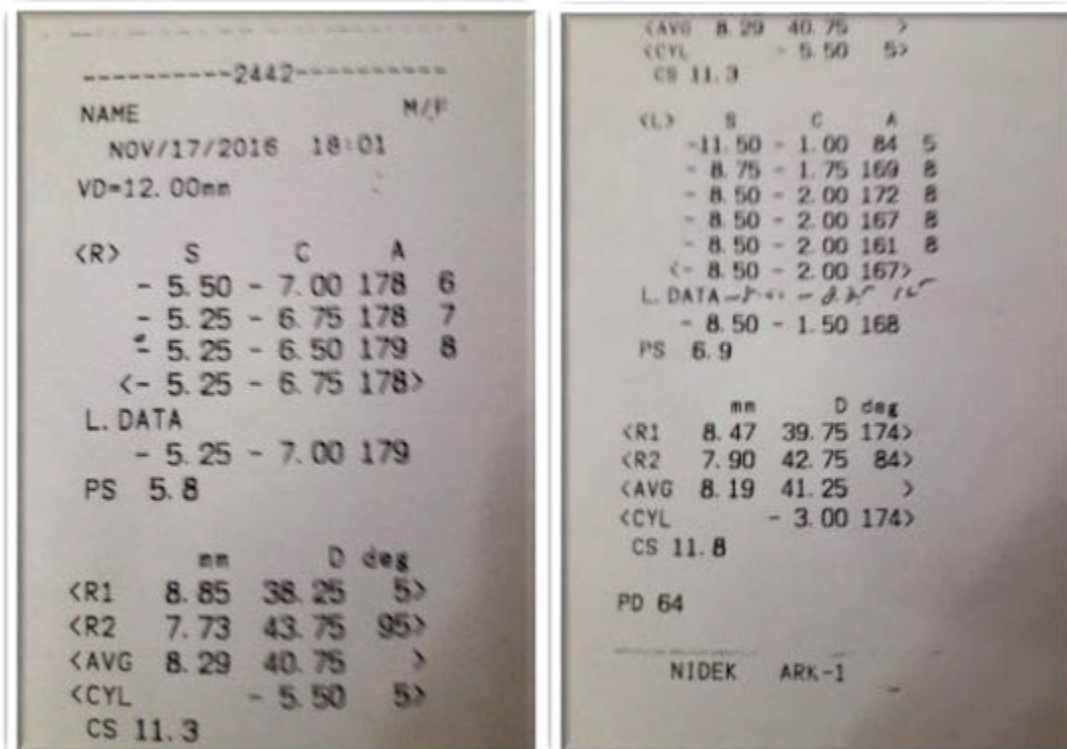 ----------2442----------
NAME M/F
NOV/17/2016 18:01
VD=12.00mm
<R> S C A
- 5.50 - 7.00 178 6
- 5.25 - 6.75 178 7
- 5.25 - 6.50 179 8
<- 5.25 - 6.75 178>
L.DATA
- 5.25 - 7.00 179
PS 5.8
mm D deg
<R1 8.85 38.25 5>
<R2 7.73 43.75 95>
<AVG 8.29 40.75 >
<CYL - 5.50 5>
CS 11.3
<AVG 8.29 40.75 >
<CYL - 5.50 5>
CS 11.3
<L> S C A
-11.50 - 1.00 84 5
- 8.75 - 1.75 169 8
- 8.50 - 2.00 172 8
- 8.50 - 2.00 167 8
- 8.50 - 2.00 161 8
<- 8.50 - 2.00 167>
L.DATA
- 8.50 - 1.50 168
PS 6.9
mm D deg
<R1 8.47 39.75 174>
<R2 7.90 42.75 84>
<AVG 8.19 41.25 >
<CYL - 3.00 174>
CS 11.8
PD 64
NIDEK ARK-1